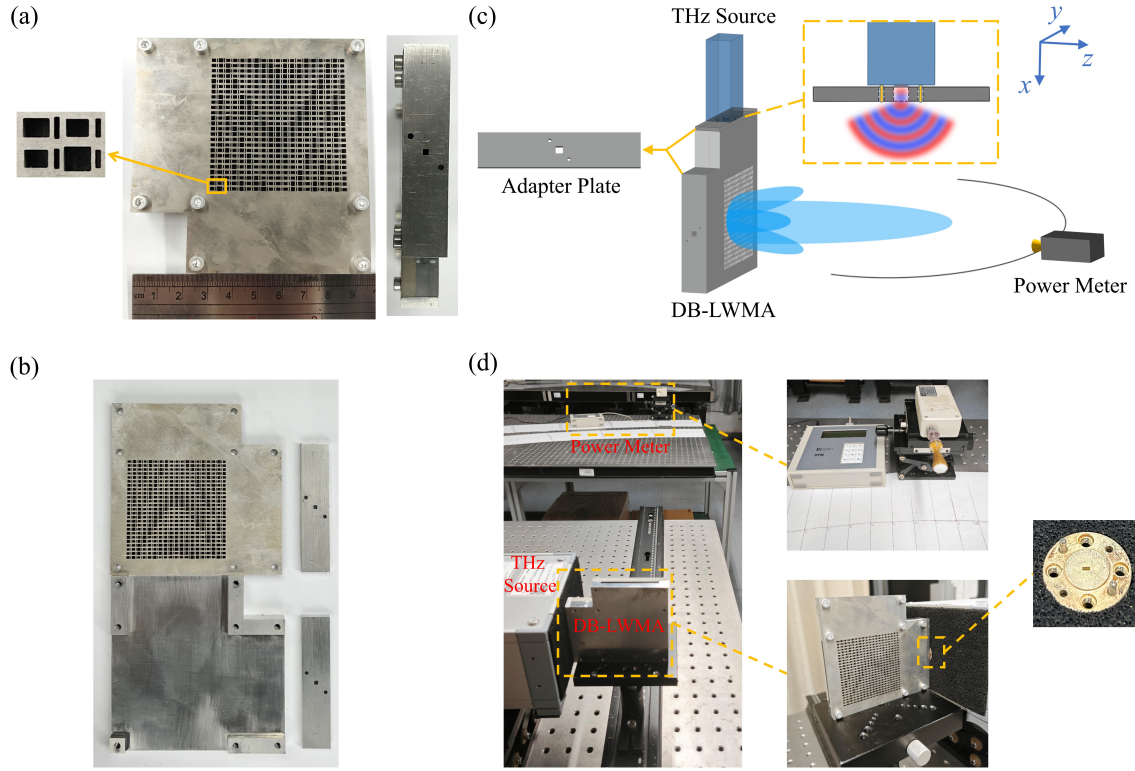 (a)
cm 1 2 3 4 5 6 7 8 9
(b)
(c)
THz Source
y
z
x
Adapter Plate
DB-LWMA
Power Meter
(d)
Power Meter
THz
Source
DB-LWMA